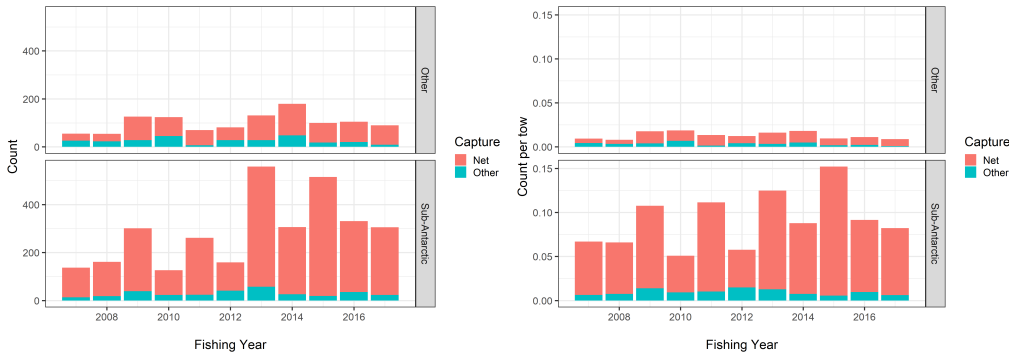 Count
400
200
0
Other
400
200
0
Sub-Antarctic
2008 2010 2012 2014 2016
Fishing Year
Capture
Net
Other
Count per tow
0.15
0.10
0.05
0.00
Other
0.15
0.10
0.05
0.00
Sub-Antarctic
2008 2010 2012 2014 2016
Fishing Year
Capture
Net
Other